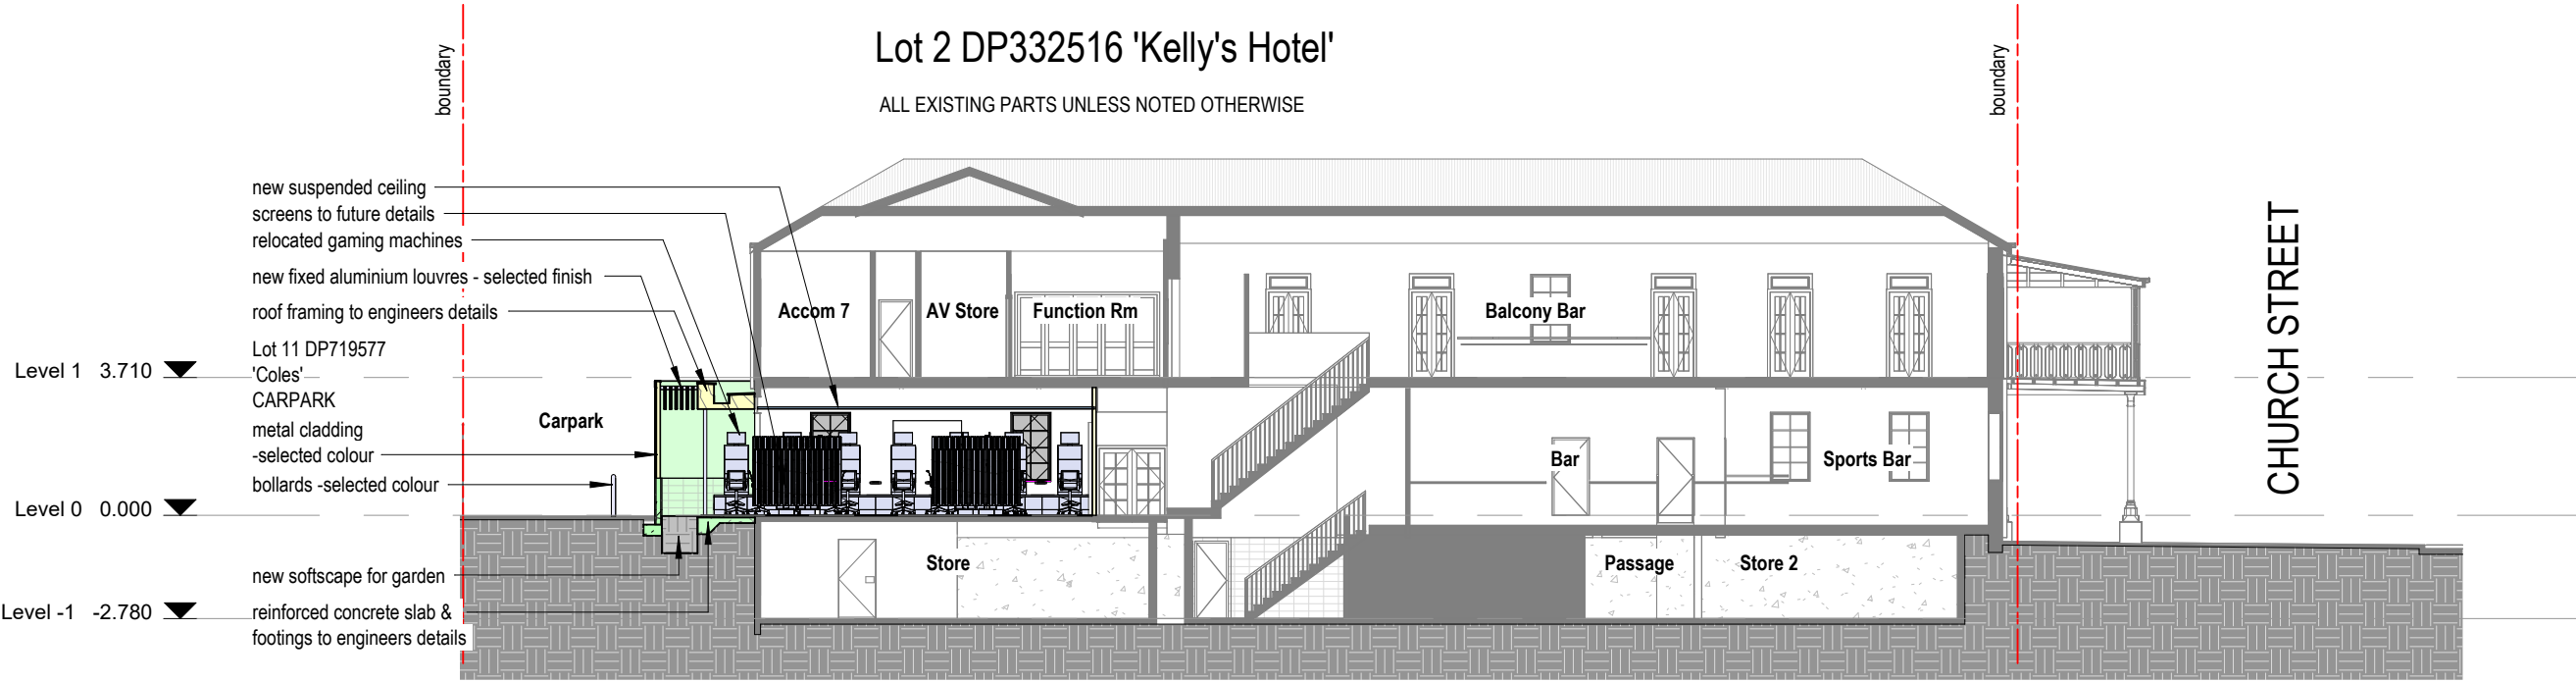 Lot 2 DP332516 'Kelly's Hotel'
ALL EXISTING PARTS UNLESS NOTED OTHERWISE
boundary
boundary
new suspended ceiling
screens to future details
relocated gaming machines
new fixed aluminium louvres - selected finish
roof framing to engineers details
Lot 11 DP719577
'Coles'
CARPARK
metal cladding
-selected colour
bollards -selected colour
new softscape for garden
reinforced concrete slab &
footings to engineers details
Level 1 3.710
Level 0 0.000
Level -1 -2.780
Carpark
Accom 7
AV Store
Function Rm
Balcony Bar
Bar
Sports Bar
Store
Passage
Store 2
CHURCH STREET